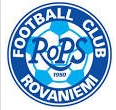 FOOTBALL CLUB
RoPS
1950
ROVANIEMI